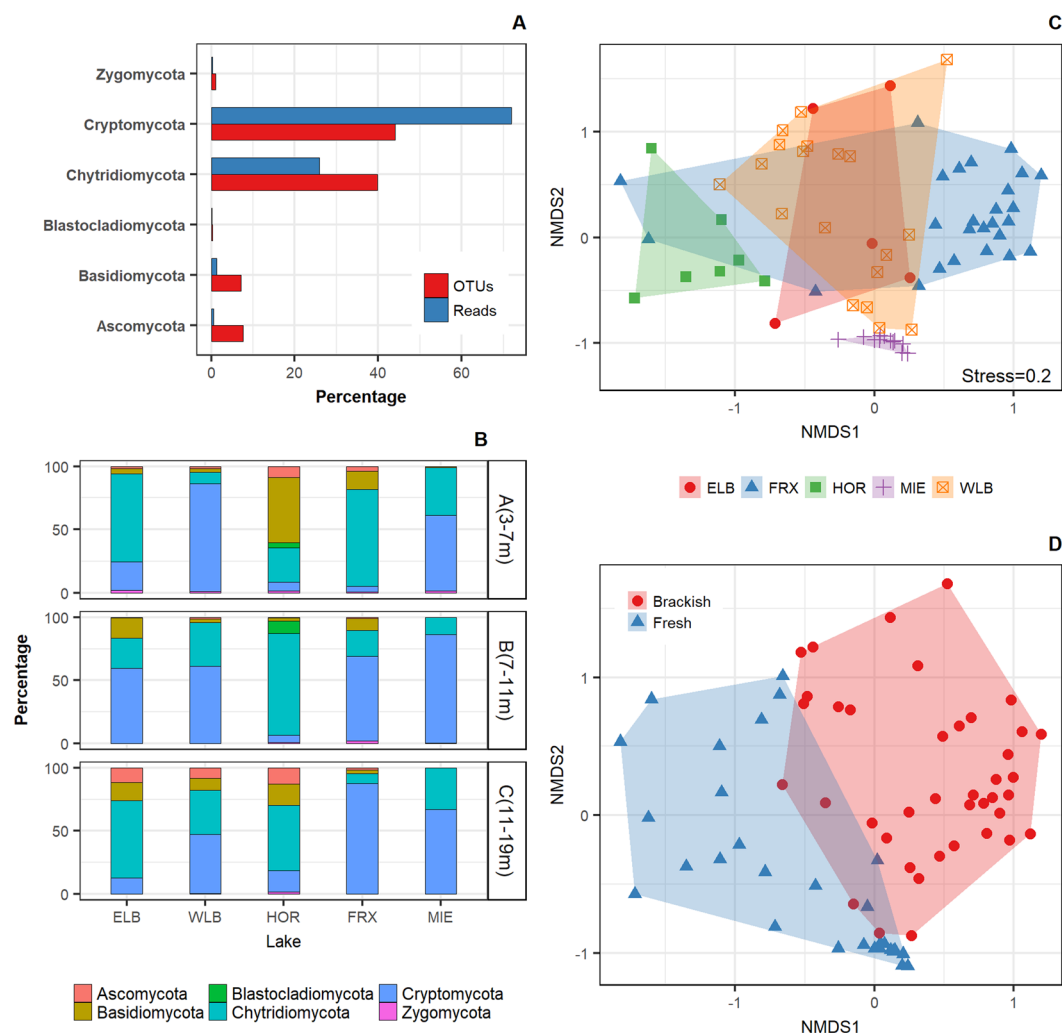 A
Zygomycota
Cryptomycota
Chytridiomycota
Blastocladiomycota
Basidiomycota
Ascomycota
OTUs
Reads
0 20 40 60
Percentage
B
100
50
0
A(3-7m)
100
50
0
B(7-11m)
100
50
0
C(11-19m)
Percentage
ELB WLB HOR FRX MIE
Lake
Ascomycota Blastocladiomycota Cryptomycota
Basidiomycota Chytridiomycota Zygomycota
C
1
0
-1
NMDS2
Stress=0.2
-1 0 1
NMDS1
ELB FRX HOR MIE WLB
D
Brackish
Fresh
1
0
-1
NMDS2
-1 0 1
NMDS1